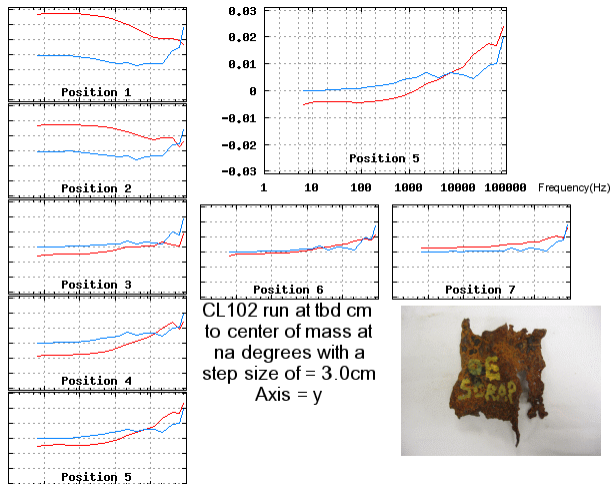 Position 1
Position 2
Position 3
Position 4
Position 5
0.03
0.02
0.01
0
-0.01
-0.02
-0.03
Position 5
1 10 100 1000 10000 100000 Frequency(Hz)
Position 6
Position 7
CL102 run at tbd cm
to center of mass at
na degrees with a
step size of = 3.0cm
Axis = y
OE
SCRAP